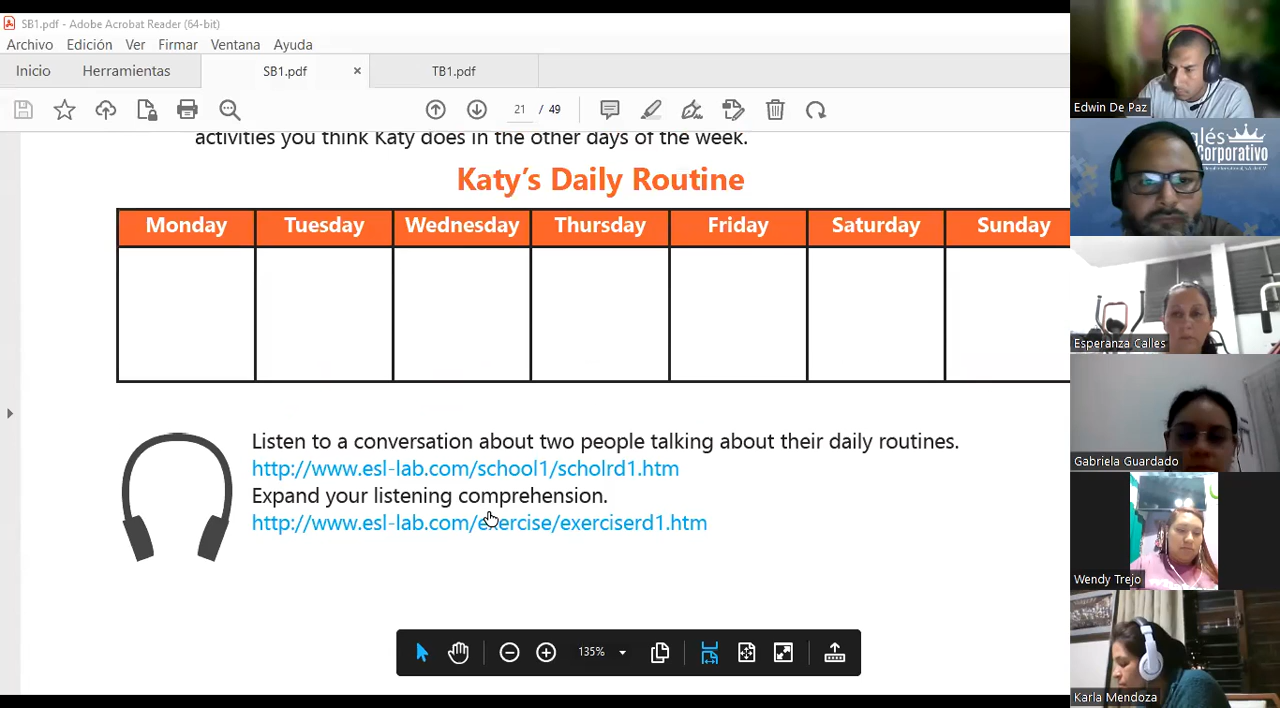 SB1.pdf - Adobe Acrobat Reader (64-bit)
Archivo Edición Ver Firmar Ventana Ayuda
Inicio Herramientas SB1.pdf × TB1.pdf
21 / 49
activities you think Katy does in the other days of the week.
Katy's Daily Routine
Monday Tuesday Wednesday Thursday Friday Saturday Sunday
Listen to a conversation about two people talking about their daily routines.
http://www.esl-lab.com/school1/scholrd1.htm
Expand your listening comprehension.
http://www.esl-lab.com/exercise/exerciserd1.htm
135%
Edwin De Paz
glés
Corporativo
Esperanza Calles
Gabriela Guardado
Wendy Trejo
Karla Mendoza